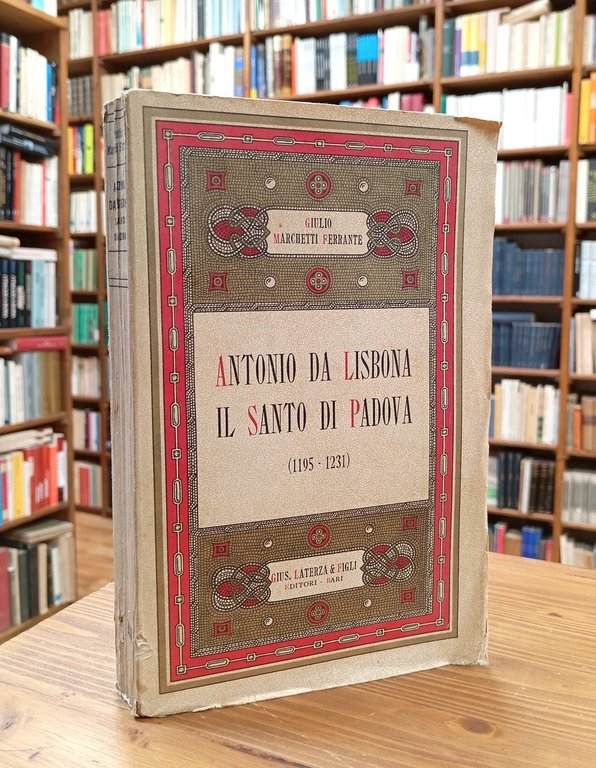 GIULIO
MARCHETTI FERRANTE
ANTONIO DA LISBONA
IL SANTO DI PADOVA
(1195 - 1231)
GIUS. LATERZA & FIGLI
EDITORI - BARI